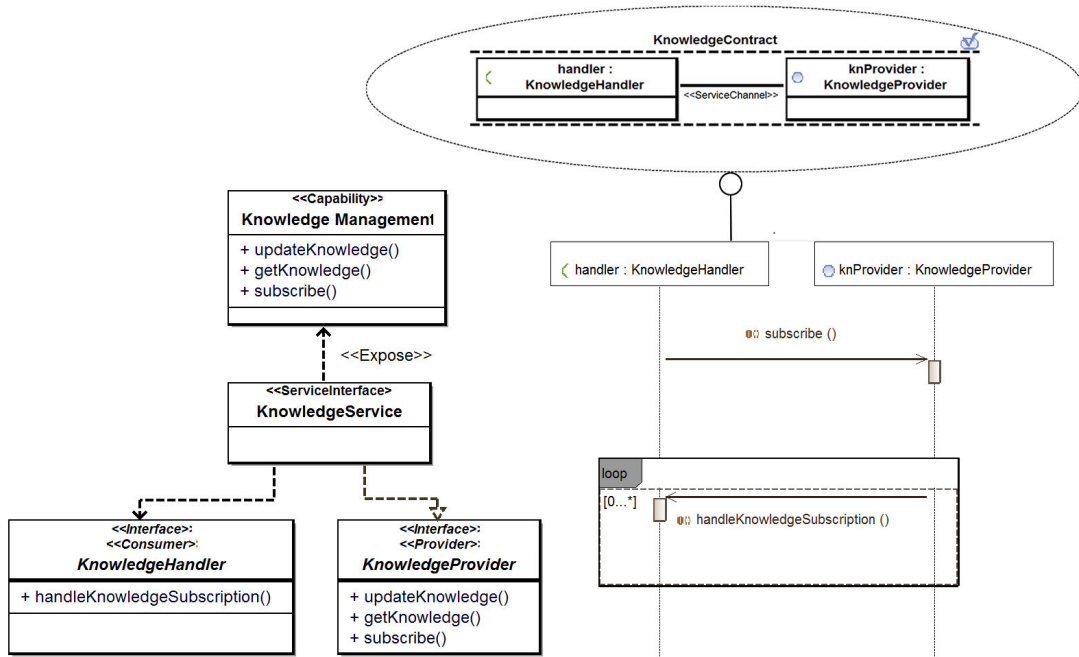 KnowledgeContract
handler :
KnowledgeHandler
<<ServiceChannel>>
knProvider :
KnowledgeProvider
<<Capability>>
Knowledge Management
+ updateKnowledge()
+ getKnowledge()
+ subscribe()
<<Expose>>
<<ServiceInterface>
KnowledgeService
<<Interface>:
<<Consumer>:
KnowledgeHandler
+ handleKnowledgeSubscription()
<<Interface>:
<<Provider>:
KnowledgeProvider
+ updateKnowledge()
+ getKnowledge()
+ subscribe()
handler : KnowledgeHandler
knProvider : KnowledgeProvider
subscribe ()
loop
[0...*]
handleKnowledgeSubscription ()